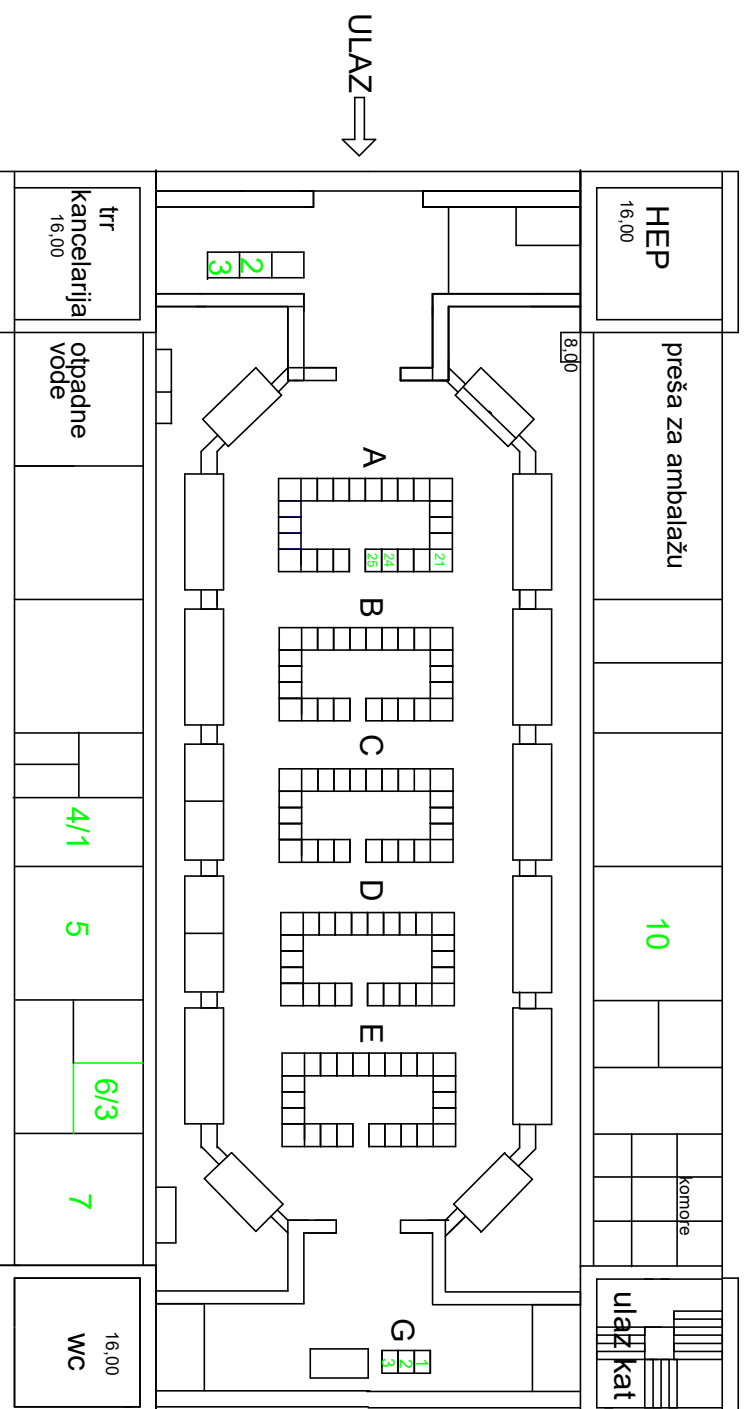 ULAZ
HEP
16,00
trr
kancelarija
16,00
2
3
8,00
preša za ambalažu
otpadne
vode
A
21
24
25
B
C
D
E
4/1
5
6/3
7
10
komore
ulaz kat
G
1
2
3
16,00
wc